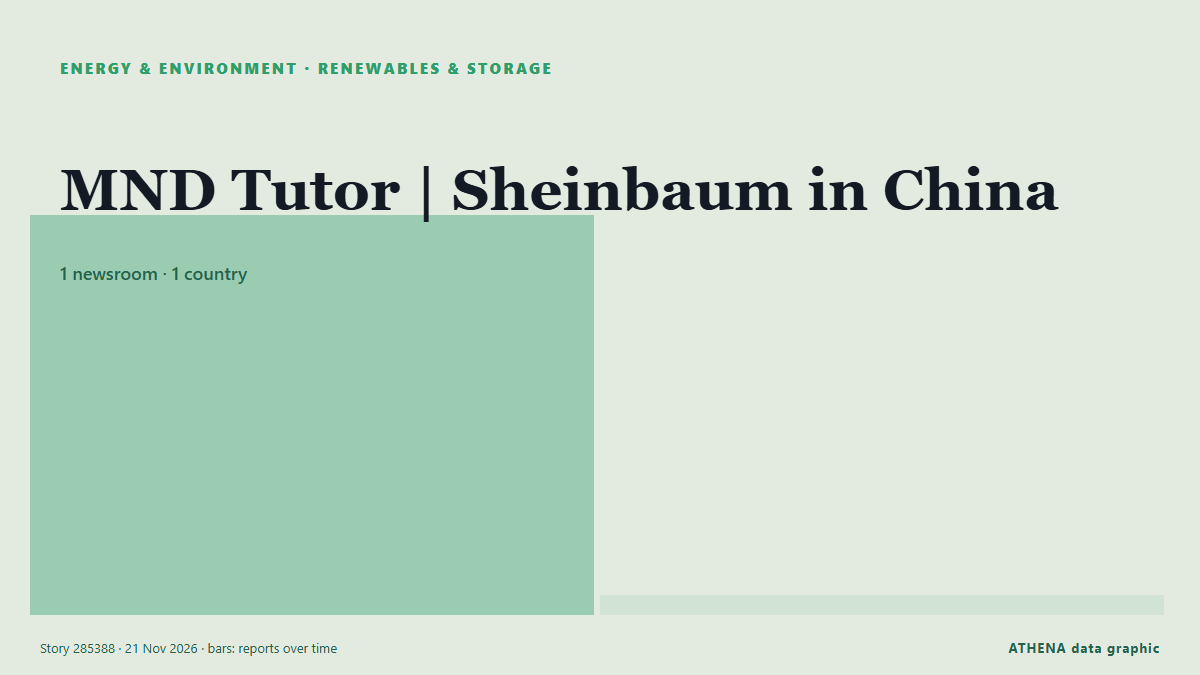 ENERGY & ENVIRONMENT · RENEWABLES & STORAGE
MND Tutor | Sheinbaum in China
1 newsroom · 1 country
Story 285388 · 21 Nov 2026 · bars: reports over time
ATHENA data graphic